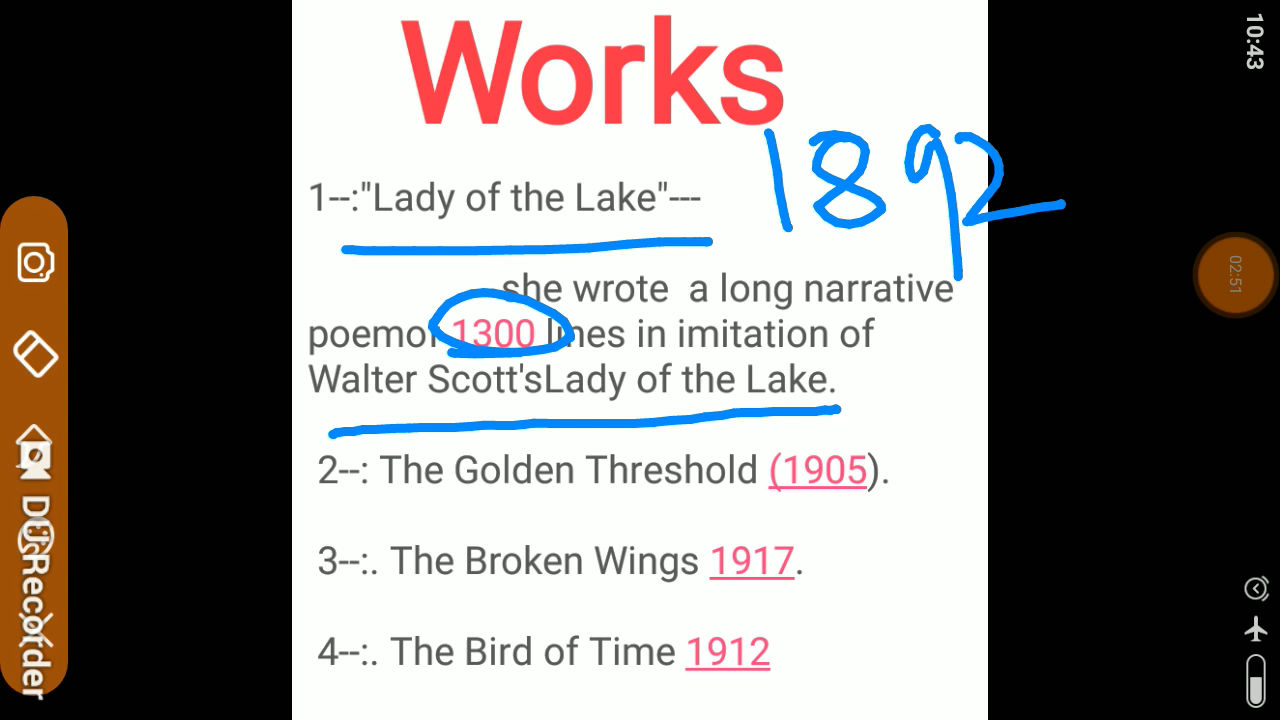 Works
10:43
1--:"Lady of the Lake"---
1892
she wrote a long narrative
poemof 1300 lines in imitation of
Walter Scott'sLady of the Lake.
02:51
2--: The Golden Threshold (1905).
3--:. The Broken Wings 1917.
4--:. The Bird of Time 1912
DU Recorder